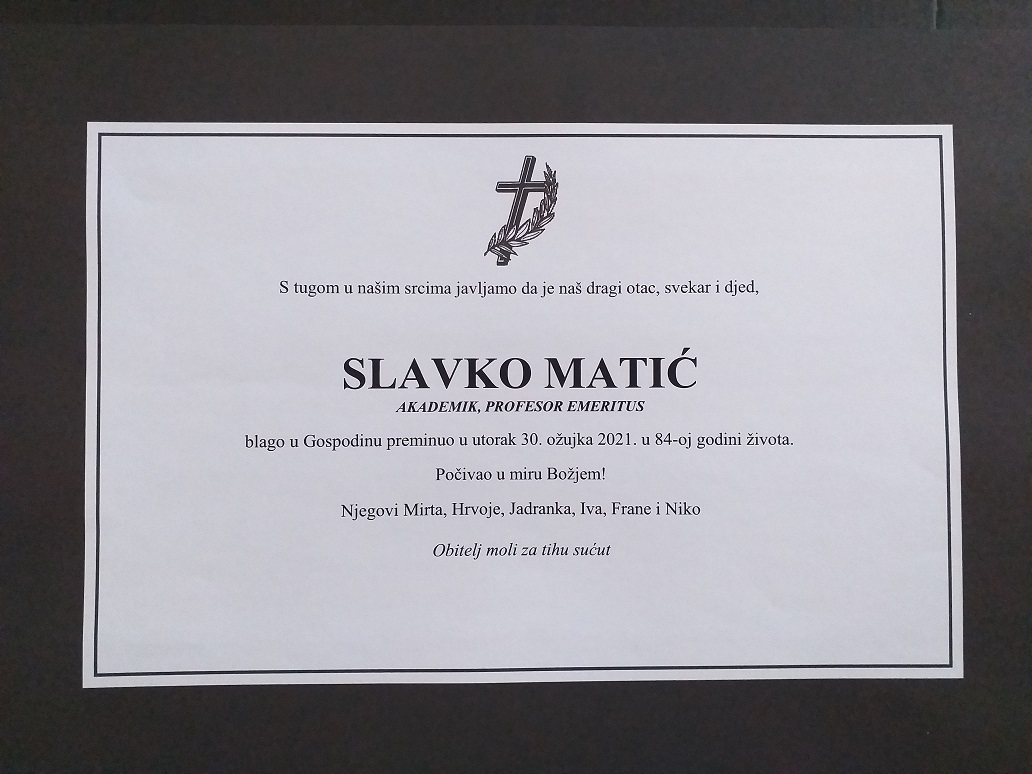 S tugom u našim srcima javljamo da je naš dragi otac, svekar i djed,
SLAVKO MATIĆ
AKADEMIK, PROFESOR EMERITUS
blago u Gospodinu preminuo u utorak 30. ožujka 2021. u 84-oj godini života.
Počivao u miru Božjem!
Njegovi Mirta, Hrvoje, Jadranka, Iva, Frane i Niko
Obitelj moli za tihu sućut